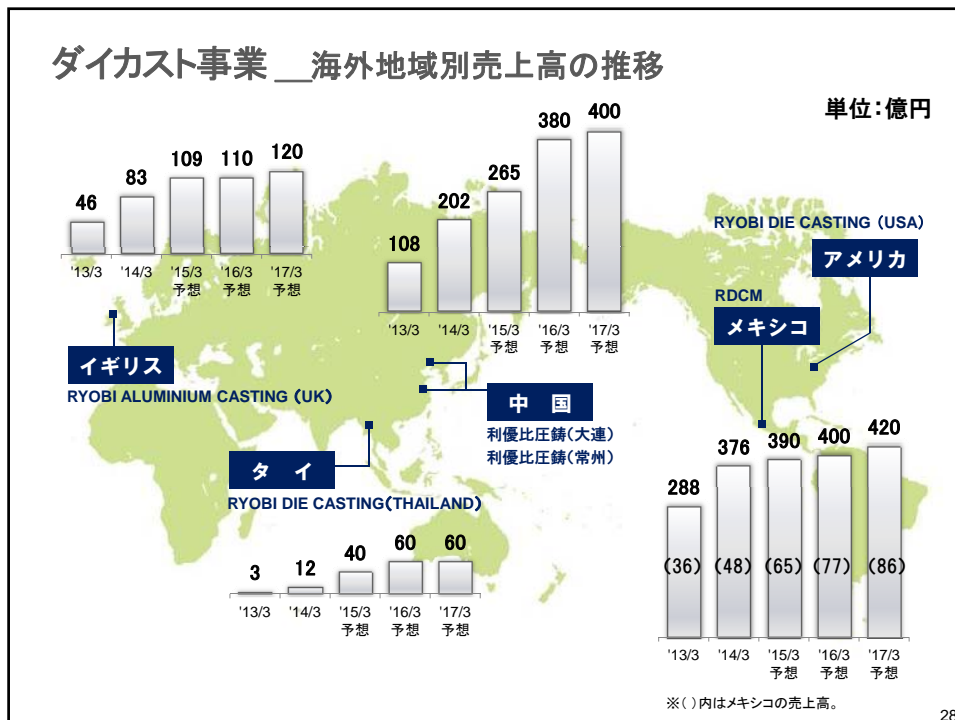 ダイカスト事業 __海外地域別売上高の推移
単位：億円
46 83 109 110 120
'13/3 '14/3 '15/3 '16/3 '17/3
予想 予想 予想
108 202 265 380 400
'13/3 '14/3 '15/3 '16/3 '17/3
予想 予想 予想
RYOBI DIE CASTING (USA)
アメリカ
RDCM
メキシコ
イギリス
RYOBI ALUMINIUM CASTING (UK)
中　国
利優比圧鋳(大連)
利優比圧鋳(常州)
タ　イ
RYOBI DIE CASTING(THAILAND)
3 12 40 60 60
'13/3 '14/3 '15/3 '16/3 '17/3
予想 予想 予想
288 376 390 400 420
(36) (48) (65) (77) (86)
'13/3 '14/3 '15/3 '16/3 '17/3
予想 予想 予想
※( )内はメキシコの売上高。
28